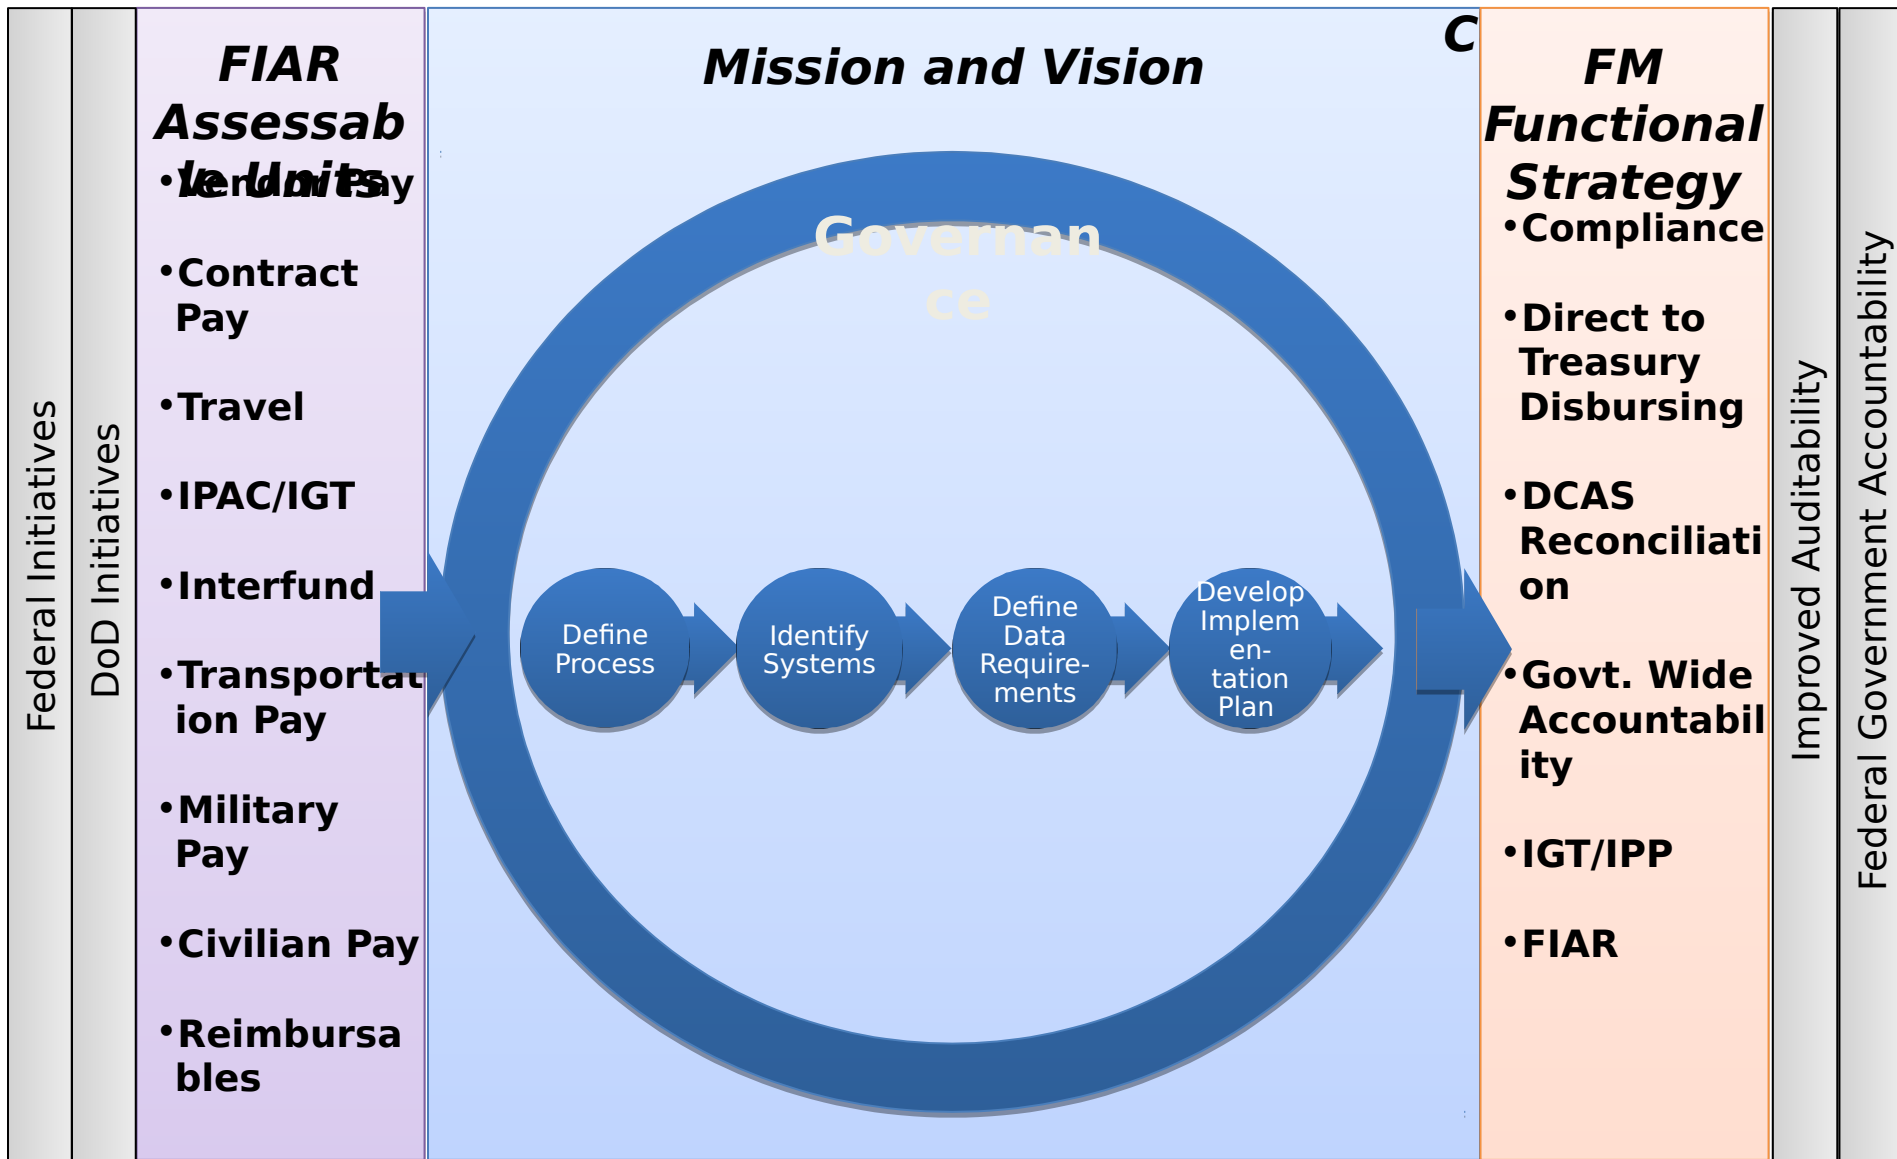 Federal Initiatives
DoD Initiatives
FIAR
Assessab
le Units
•Vendor Pay
•Contract
Pay
•Travel
•IPAC/IGT
•Interfund
•Transportat
ion Pay
•Military
Pay
•Civilian Pay
•Reimbursa
bles
Mission and Vision
C
Governan
ce
Define
Process
Identify
Systems
Define
Data
Require-
ments
Develop
Implem
en-
tation
Plan
FM
Functional
Strategy
•Compliance
•Direct to
Treasury
Disbursing
•DCAS
Reconciliati
on
•Govt. Wide
Accountabil
ity
•IGT/IPP
•FIAR
Improved Auditability
Federal Government Accountability